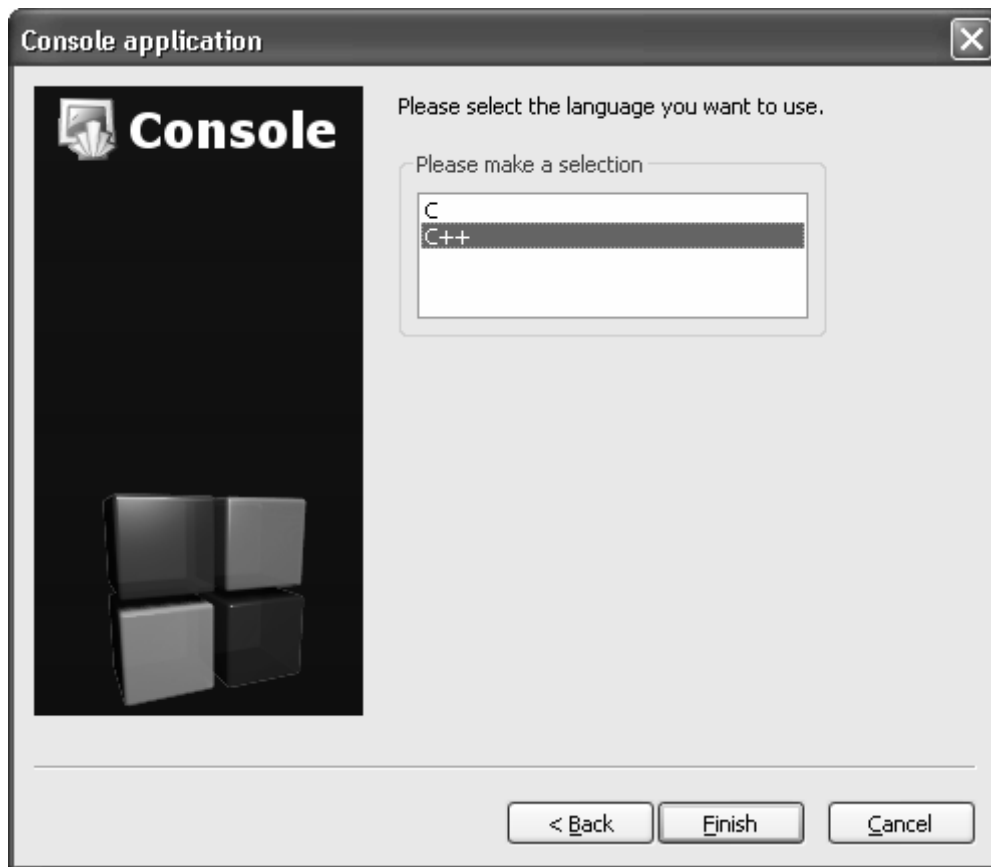 Console application
Console
Please select the language you want to use.
Please make a selection
C
C++
< Back
Finish
Cancel